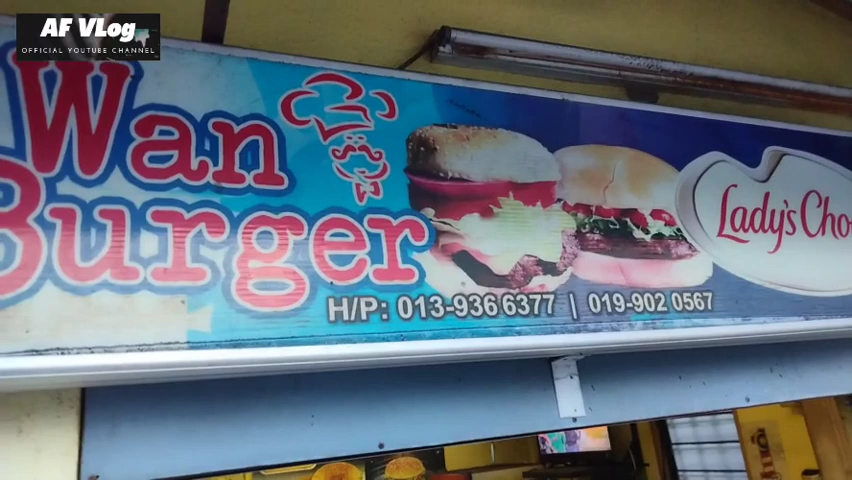 AF VLog
OFFICIAL YOUTUBE CHANNEL
Wan
Burger
Lady's Cho
H/P: 013-936 6377 | 019-902 0567